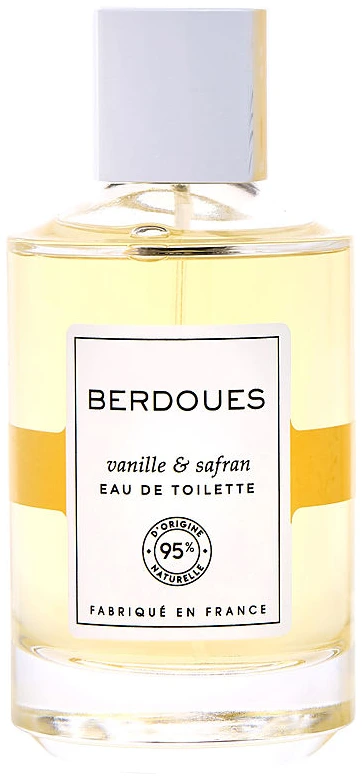 BERDOUES
vanille & safran
EAU DE TOILETTE
D'ORIGINE
95%
NATURELLE
FABRIQUÉ EN FRANCE